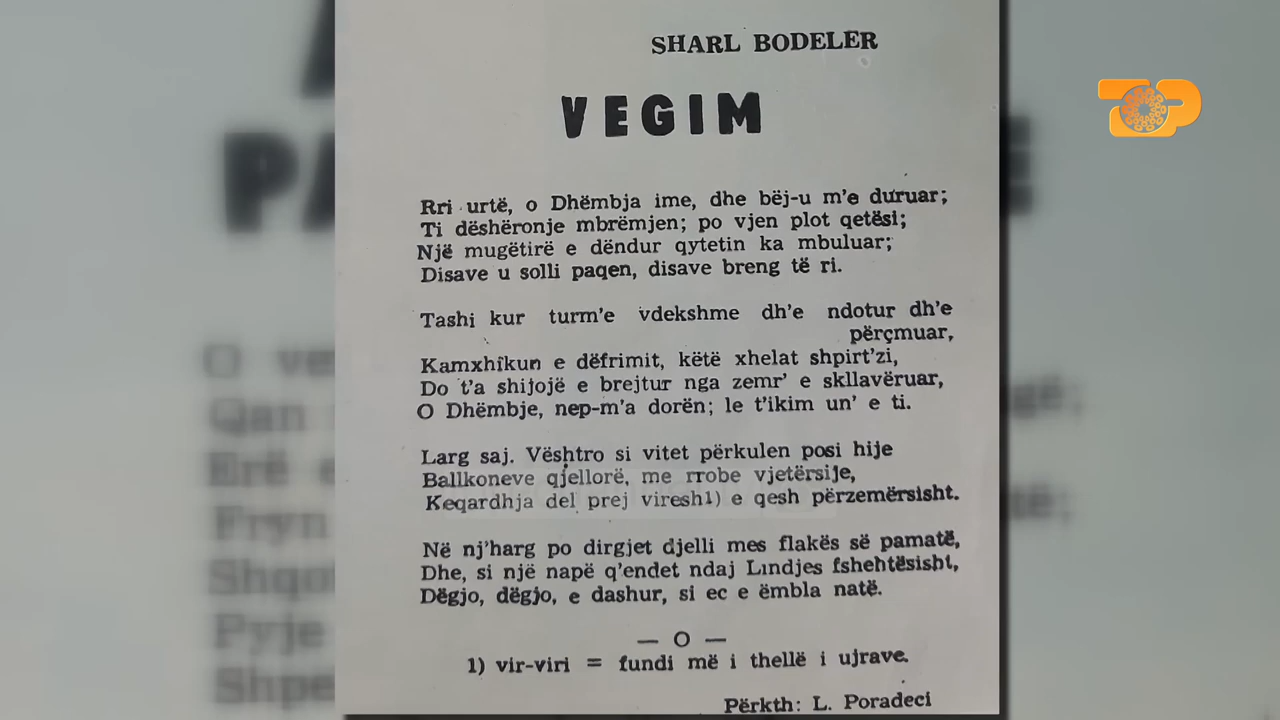 SHARL BODELER
VEGIM
Rri urtë, o Dhëmbja ime, dhe bëj-u m'e duruar;
Ti dëshëronje mbrëmjen; po vjen plot qetësi;
Një mugëtirë e dëndur qytetin ka mbuluar;
Disave u solli paqen, disave breng të ri.
Tashi kur turm'e vdekshme dh'e ndotur dh'e
përçmuar,
Kamxhikun e dëfrimit, këtë xhelat shpirt'zi,
Do t'a shijojë e brejtur nga zemr' e skllavëruar,
O Dhëmbje, nep-m'a dorën; le t'ikim un' e ti.
Larg saj. Vështro si vitet përkulen posi hije
Ballkoneve qjellorë, me rrobe vjetërsije,
Keqardhja del prej viresh1) e qesh përzemërsisht.
Në nj'harg po dirgjet djelli mes flakës së pamatë,
Dhe, si një napë q'endet ndaj Lindjes fshehtësisht,
Dëgjo, dëgjo, e dashur, si ec e ëmbla natë.
— O —
1) vir-viri = fundi më i thellë i ujrave.
Përkth: L. Poradeci